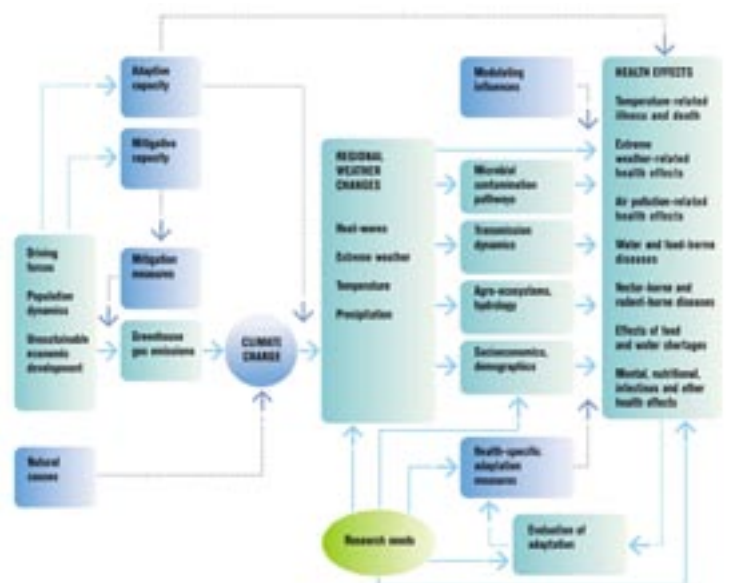 Adaptive
capacity
Mitigative
capacity
Driving
forces
Population
dynamics
Unsustainable
economic
development
Mitigation
measures
Greenhouse
gas emissions
CLIMATE
CHANGE
Natural
causes
REGIONAL
WEATHER
CHANGES
Heat-waves
Extreme weather
Temperature
Precipitation
Modulating
influences
Microbial
contamination
pathways
Transmission
dynamics
Agro-ecosystems,
hydrology
Socioeconomics,
demographics
HEALTH EFFECTS
Temperature-related
illness and death
Extreme
weather-related
health effects
Air pollution-related
health effects
Water and food-borne
diseases
Vector-borne and
rodent-borne diseases
Effects of food
and water shortages
Mental, nutritional,
infectious and other
health effects
Health-specific
adaptation
measures
Research needs
Evaluation of
adaptation